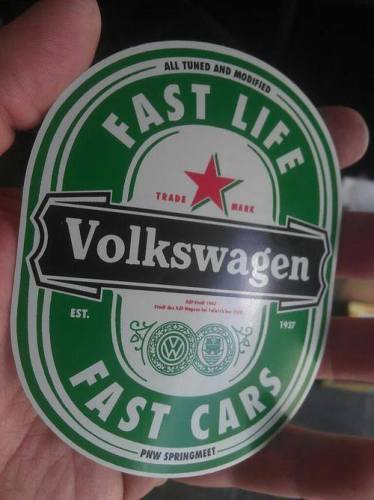 ALL TUNED AND MODIFIED
FAST LIFE
TRADE MARK
Volkswagen
EST. 1937
FAST CARS
PNW SPRINGMEET